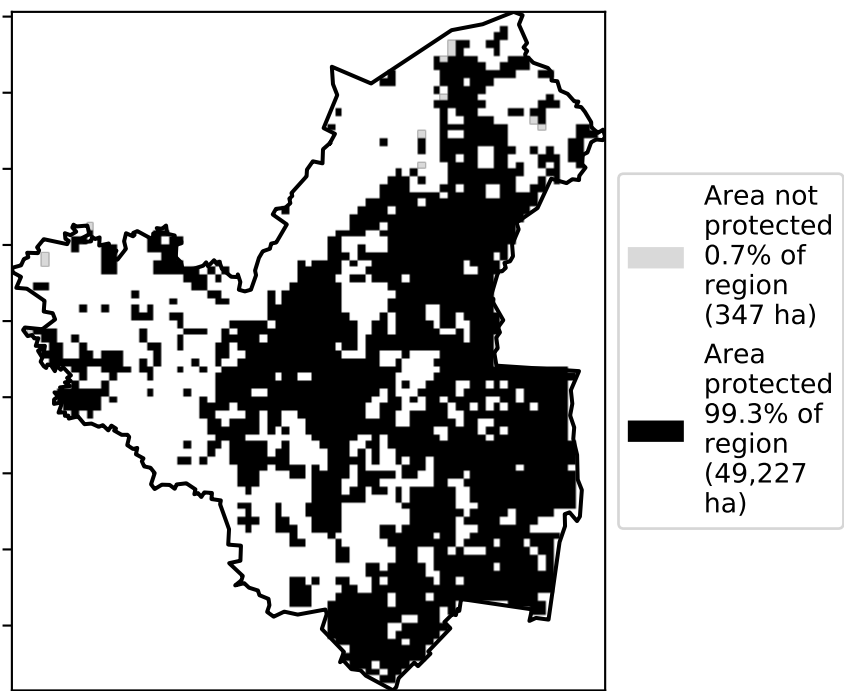 Area not
protected
0.7% of
region
(347 ha)
Area
protected
99.3% of
region
(49,227
ha)